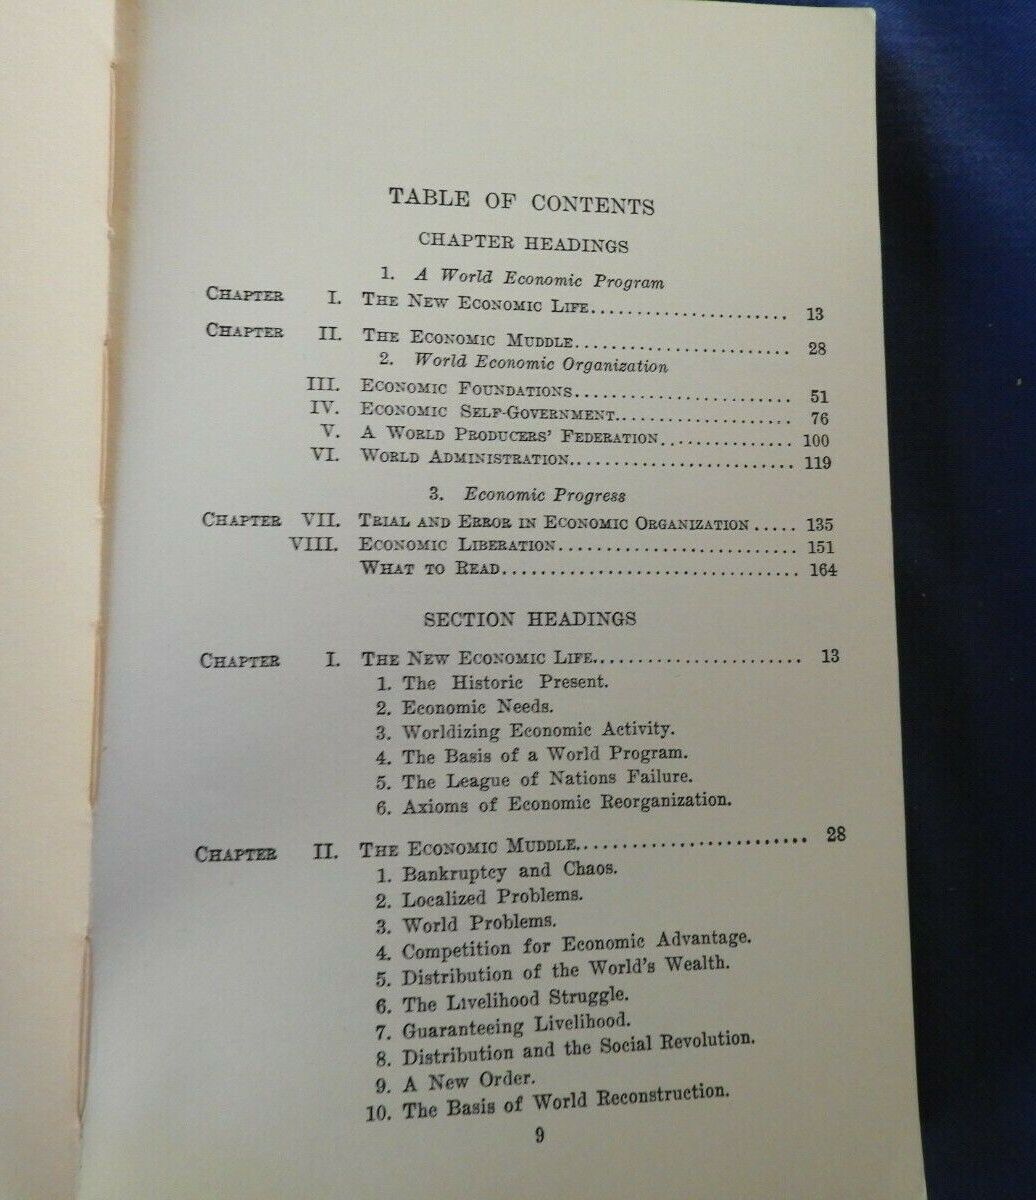 TABLE OF CONTENTS
CHAPTER HEADINGS
1. A World Economic Program
CHAPTER I. THE NEW ECONOMIC LIFE...................... 13
CHAPTER II. THE ECONOMIC MUDDLE........................ 28
2. World Economic Organization
III. ECONOMIC FOUNDATIONS........................ 51
IV. ECONOMIC SELF-GOVERNMENT................... 76
V. A WORLD PRODUCERS' FEDERATION.............. 100
VI. WORLD ADMINISTRATION........................ 119
3. Economic Progress
CHAPTER VII. TRIAL AND ERROR IN ECONOMIC ORGANIZATION..... 135
VIII. ECONOMIC LIBERATION.......................... 151
WHAT TO READ................................ 164
SECTION HEADINGS
CHAPTER I. THE NEW ECONOMIC LIFE....................... 13
1. The Historic Present.
2. Economic Needs.
3. Worldizing Economic Activity.
4. The Basis of a World Program.
5. The League of Nations Failure.
6. Axioms of Economic Reorganization.
CHAPTER II. THE ECONOMIC MUDDLE......................... 28
1. Bankruptcy and Chaos.
2. Localized Problems.
3. World Problems.
4. Competition for Economic Advantage.
5. Distribution of the World's Wealth.
6. The Livelihood Struggle.
7. Guaranteeing Livelihood.
8. Distribution and the Social Revolution.
9. A New Order.
10. The Basis of World Reconstruction.
9